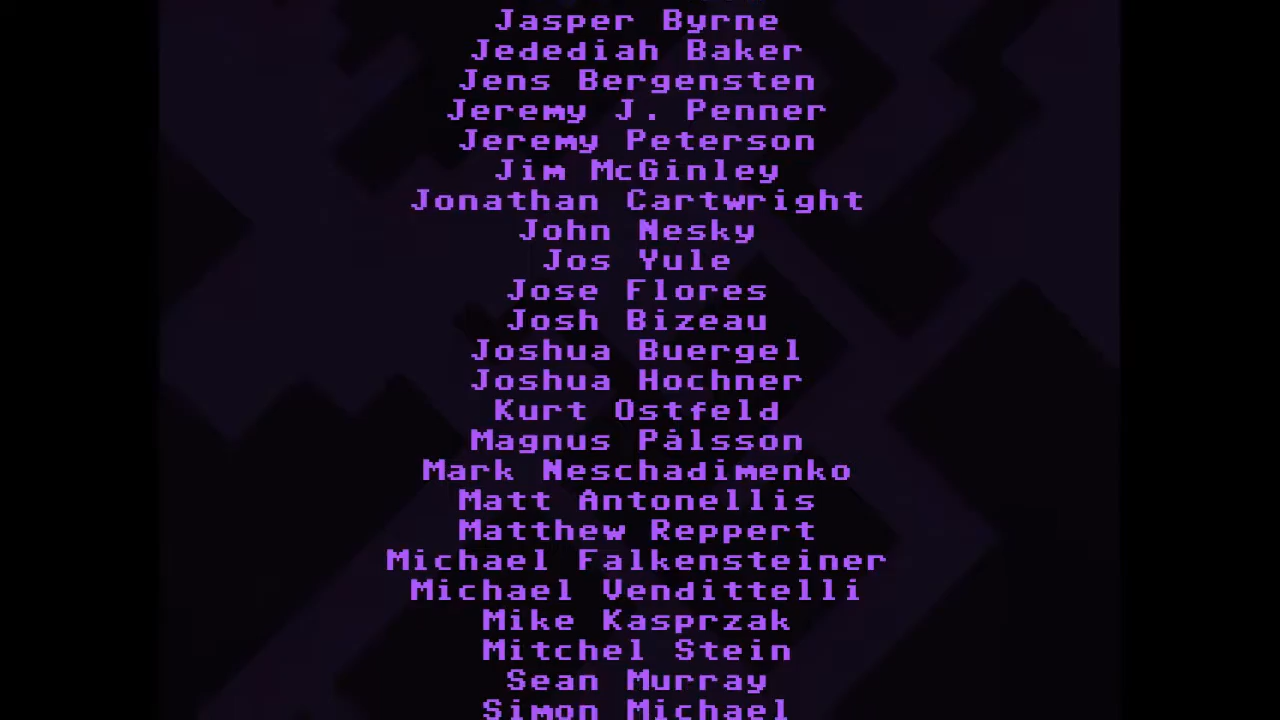 Jasper Byrne
Jedediah Baker
Jens Bergensten
Jeremy J. Penner
Jeremy Peterson
Jim McGinley
Jonathan Cartwright
John Nesky
Jos Yule
Jose Flores
Josh Bizeau
Joshua Buergel
Joshua Hochner
Kurt Ostfeld
Magnus Pålsson
Mark Neschadimenko
Matt Antonellis
Matthew Reppert
Michael Falkensteiner
Michael Vendittelli
Mike Kasprzak
Mitchel Stein
Sean Murray
Simon Michael